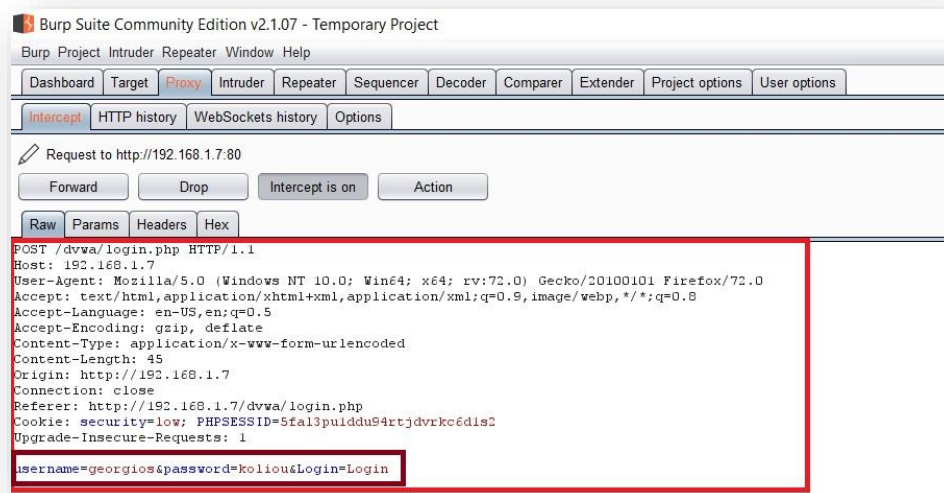 Burp Suite Community Edition v2.1.07 - Temporary Project
Burp Project Intruder Repeater Window Help
Dashboard Target Proxy Intruder Repeater Sequencer Decoder Comparer Extender Project options User options
Intercept HTTP history WebSockets history Options
Request to http://192.168.1.7:80
Forward Drop Intercept is on Action
Raw Params Headers Hex
POST /dvwa/login.php HTTP/1.1
Host: 192.168.1.7
User-Agent: Mozilla/5.0 (Windows NT 10.0; Win64; x64; rv:72.0) Gecko/20100101 Firefox/72.0
Accept: text/html,application/xhtml+xml,application/xml;q=0.9,image/webp,*/*;q=0.8
Accept-Language: en-US,en;q=0.5
Accept-Encoding: gzip, deflate
Content-Type: application/x-www-form-urlencoded
Content-Length: 45
Origin: http://192.168.1.7
Connection: close
Referer: http://192.168.1.7/dvwa/login.php
Cookie: security=low; PHPSESSID=5fal3pulddu94rtjdvrkc6dls2
Upgrade-Insecure-Requests: 1
username=georgios&password=koliou&Login=Login